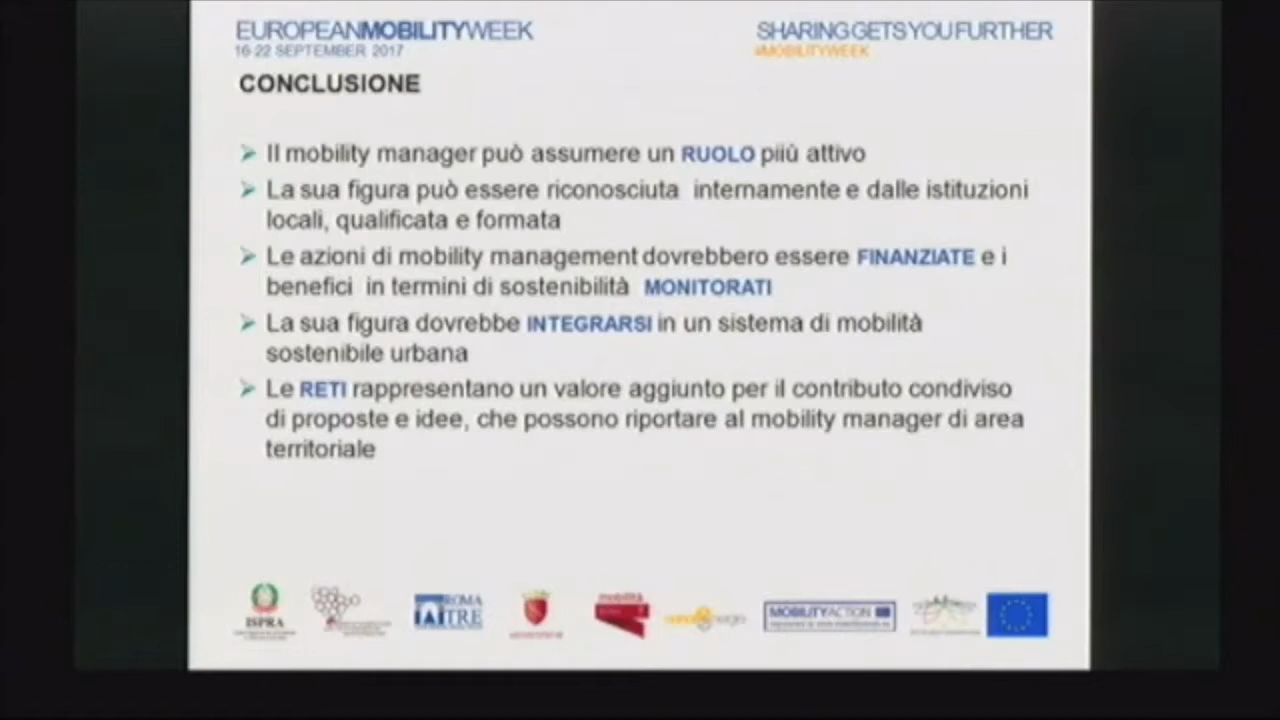 EUROPEANMOBILITYWEEK
16-22 SEPTEMBER 2017
SHARING GETS YOU FURTHER
#MOBILITYWEEK
CONCLUSIONE
Il mobility manager può assumere un RUOLO piiù attivo
La sua figura può essere riconosciuta internamente e dalle istituzioni
locali, qualificata e formata
Le azioni di mobility management dovrebbero essere FINANZIATE e i
benefici in termini di sostenibilità MONITORATI
La sua figura dovrebbe INTEGRARSI in un sistema di mobilità
sostenibile urbana
Le RETI rappresentano un valore aggiunto per il contributo condiviso
di proposte e idee, che possono riportare al mobility manager di area
territoriale
ISPRA
ROMA
TRE
mobilità
MOBILITYACTION